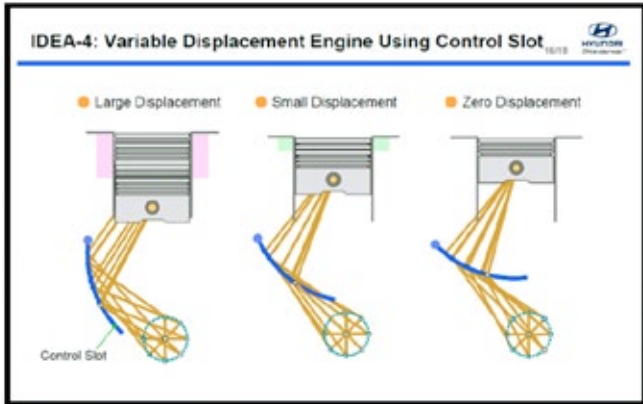 IDEA-4: Variable Displacement Engine Using Control Slot
HYUNDAI
Large Displacement
Small Displacement
Zero Displacement
Control Slot